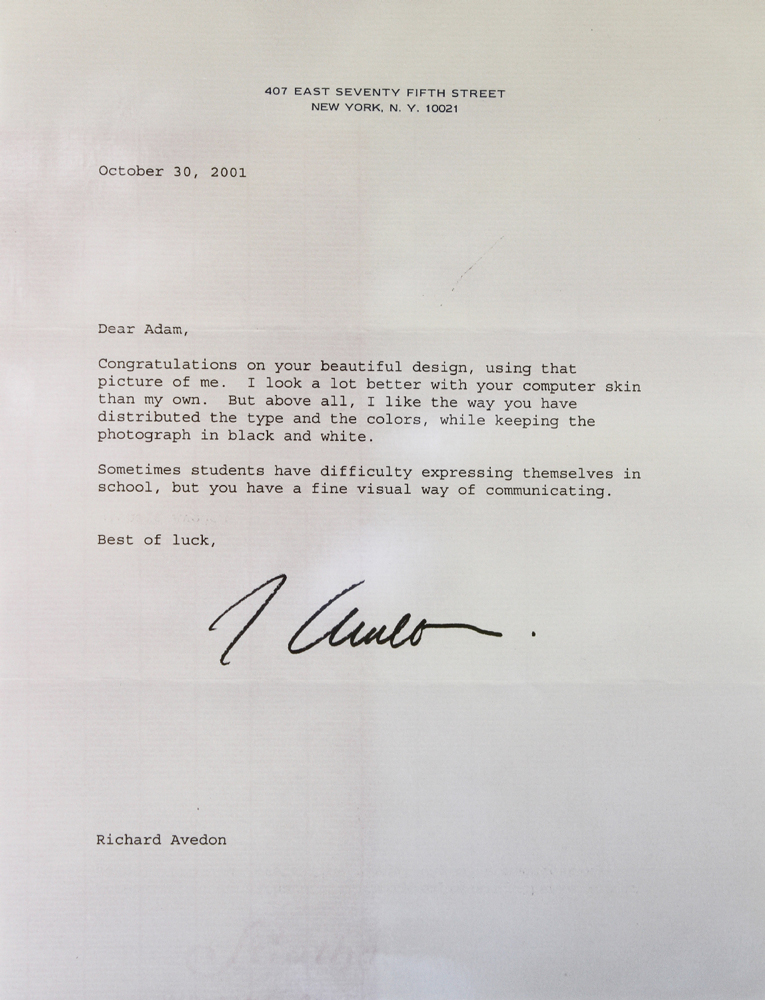 407 EAST SEVENTY FIFTH STREET
NEW YORK, N. Y. 10021
October 30, 2001
Dear Adam,
Congratulations on your beautiful design, using that
picture of me.  I look a lot better with your computer skin
than my own.  But above all, I like the way you have
distributed the type and the colors, while keeping the
photograph in black and white.
Sometimes students have difficulty expressing themselves in
school, but you have a fine visual way of communicating.
Best of luck,
Richard Avedon